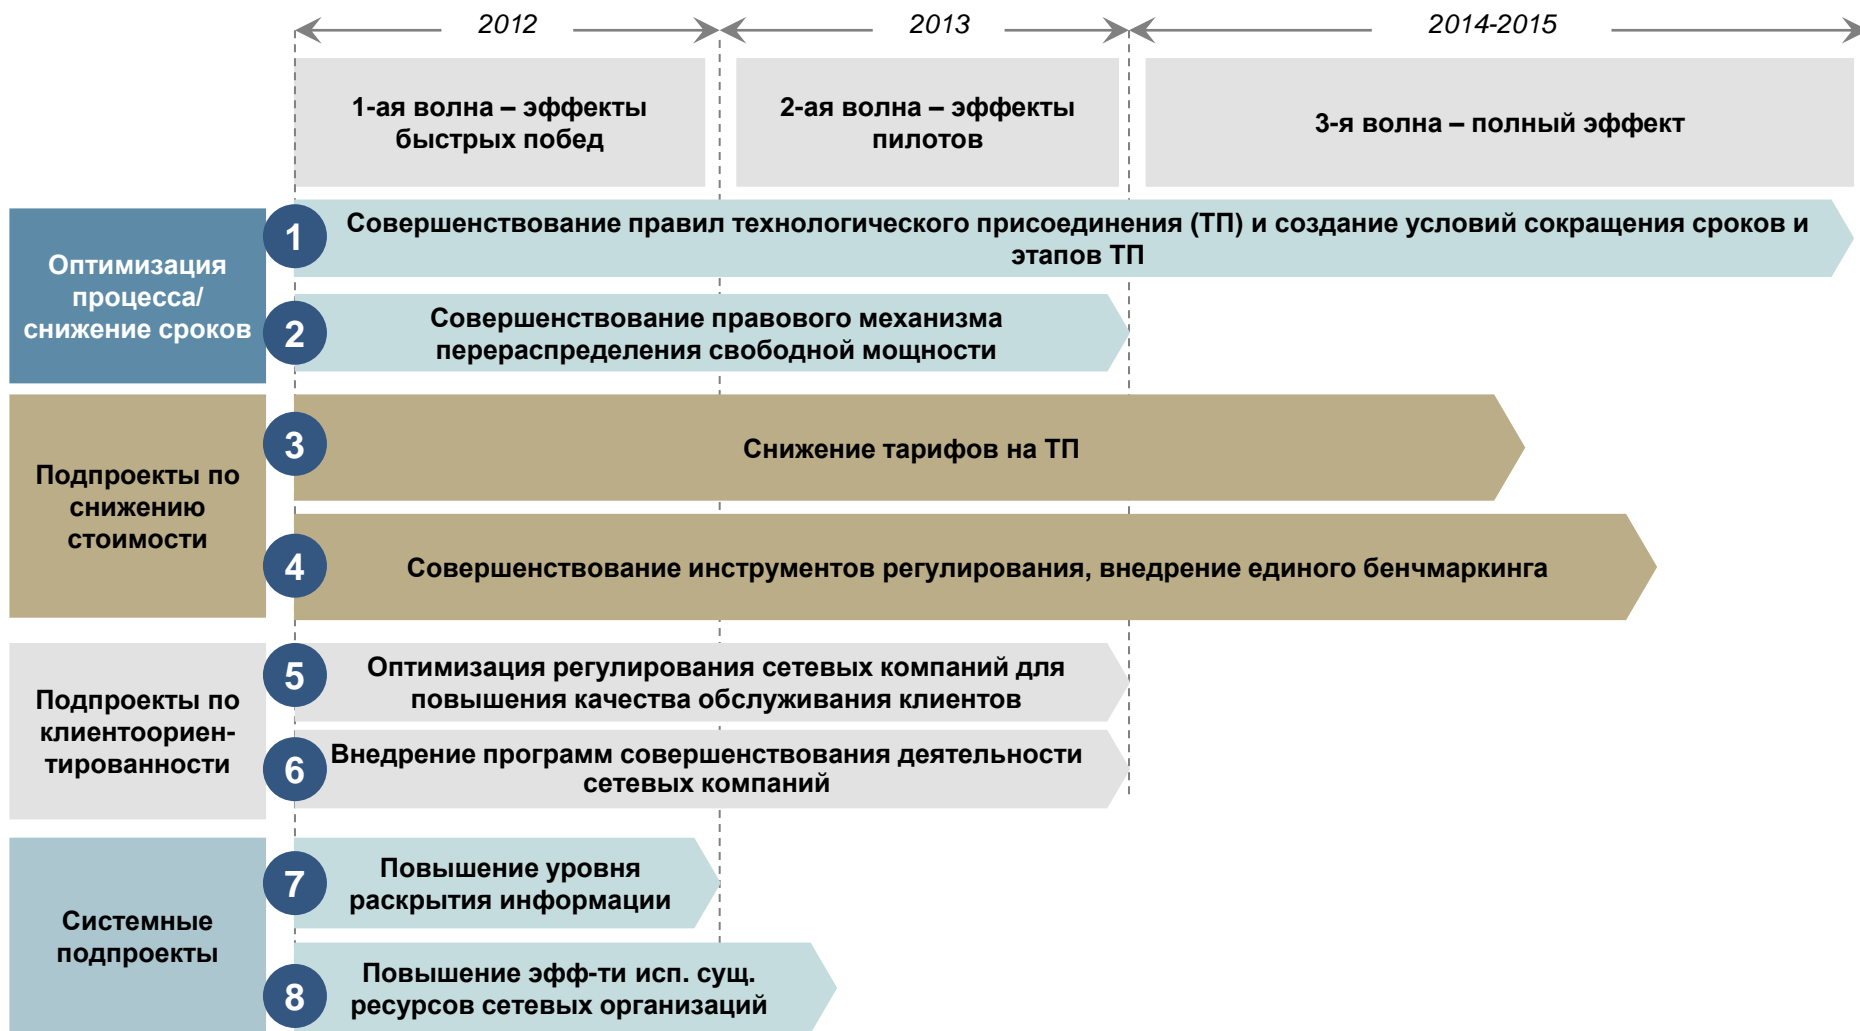 2012
2013
2014-2015
1-ая волна – эффекты
быстрых побед
2-ая волна – эффекты
пилотов
3-я волна – полный эффект
Оптимизация
процесса/
снижение сроков
1
Совершенствование правил технологического присоединения (ТП) и создание условий сокращения сроков и
этапов ТП
2
Совершенствование правового механизма
перераспределения свободной мощности
Подпроекты по
снижению
стоимости
3
Снижение тарифов на ТП
4
Совершенствование инструментов регулирования, внедрение единого бенчмаркинга
Подпроекты по
клиентоориен-
тированности
5
Оптимизация регулирования сетевых компаний для
повышения качества обслуживания клиентов
6
Внедрение программ совершенствования деятельности
сетевых компаний
Системные
подпроекты
7
Повышение уровня
раскрытия информации
8
Повышение эфф-ти исп. сущ.
ресурсов сетевых организаций